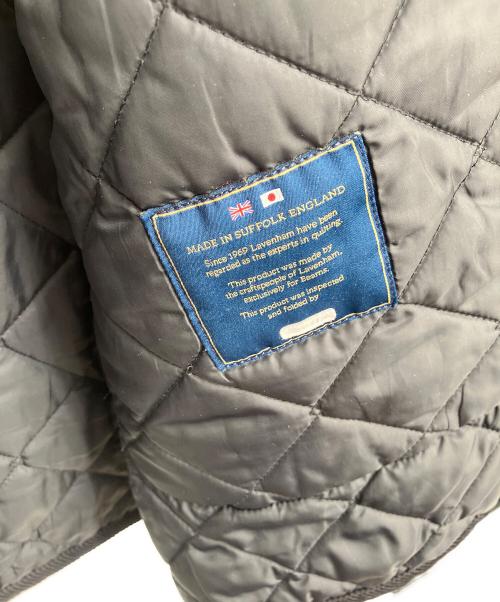 MADE IN SUFFOLK ENGLAND
Since 1969 Lavenham have been
regarded as the experts in quilting
This product was made by
the craftspeople of Lavenham,
exclusively for Beams.
This product was inspected
and folded by